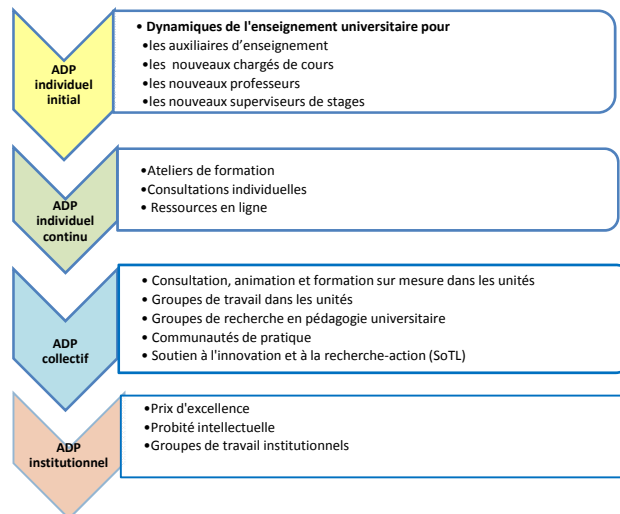 ADP
individuel
initial
• Dynamiques de l'enseignement universitaire pour
•les auxiliaires d’enseignement
•les nouveaux chargés de cours
•les nouveaux professeurs
•les nouveaux superviseurs de stages
ADP
individuel
continu
•Ateliers de formation
•Consultations individuelles
• Ressources en ligne
ADP
collectif
• Consultation, animation et formation sur mesure dans les unités
• Groupes de travail dans les unités
• Groupes de recherche en pédagogie universitaire
• Communautés de pratique
• Soutien à l'innovation et à la recherche-action (SoTL)
ADP
institutionnel
•Prix d'excellence
•Probité intellectuelle
•Groupes de travail institutionnels